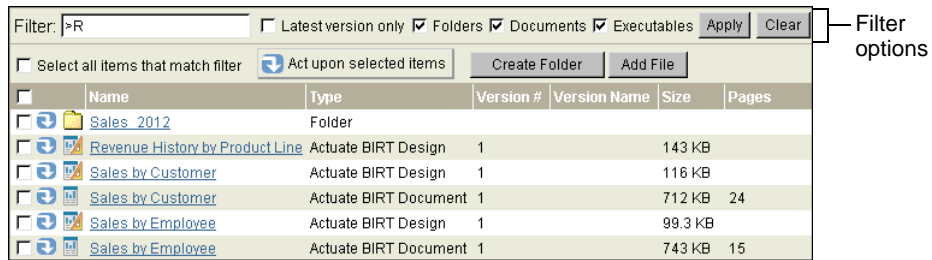 Filter: >R Latest version only Folders Documents Executables Apply Clear
Filter options
Select all items that match filter Act upon selected items Create Folder Add File
Name Type Version # Version Name Size Pages
Sales_2012 Folder
Revenue History by Product Line Actuate BIRT Design 1 143 KB
Sales by Customer Actuate BIRT Design 1 116 KB
Sales by Customer Actuate BIRT Document 1 712 KB 24
Sales by Employee Actuate BIRT Design 1 99.3 KB
Sales by Employee Actuate BIRT Document 1 743 KB 15